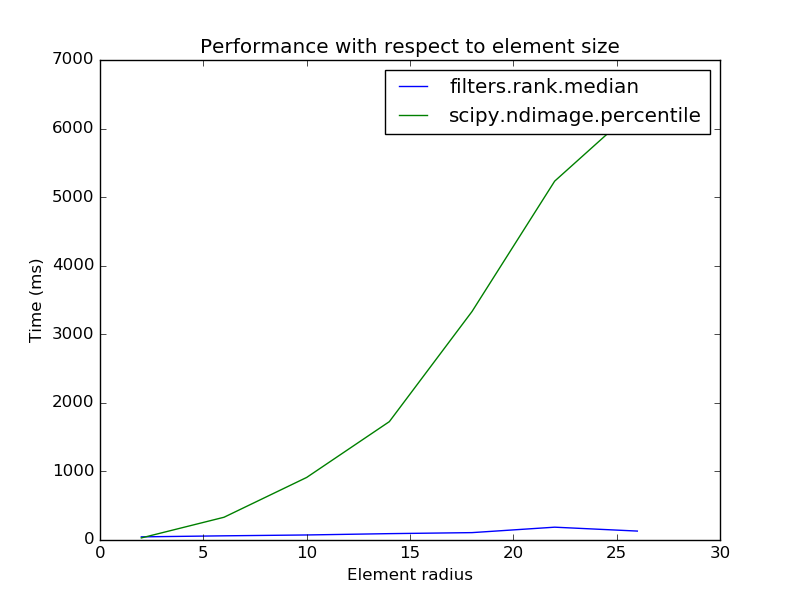 Performance with respect to element size
7000
6000
5000
4000
3000
2000
1000
0
Time (ms)
filters.rank.median
scipy.ndimage.percentile
0 5 10 15 20 25 30
Element radius